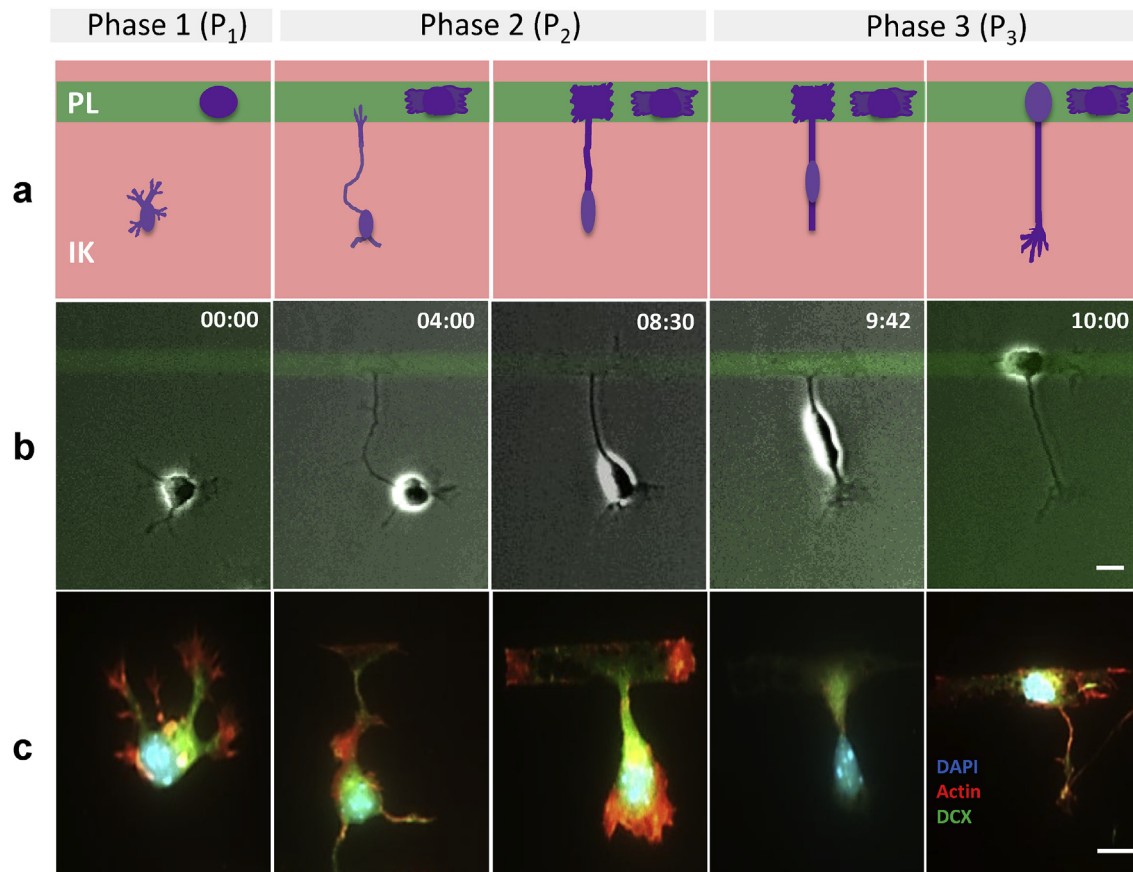 Phase 1 (P₁) Phase 2 (P₂) Phase 3 (P₃)
PL
a
IK
00:00 04:00 08:30 9:42 10:00
b
c
DAPI
Actin
DCX